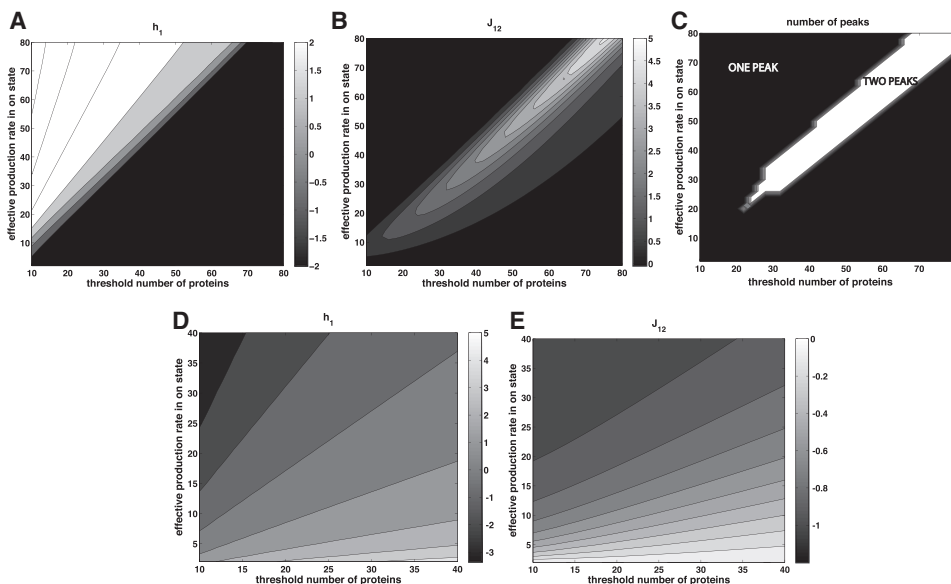 A
h1
effective production rate in on state
80
70
60
50
40
30
20
10
10 20 30 40 50 60 70 80
threshold number of proteins
2
1.5
1
0.5
0
−0.5
−1
−1.5
−2
B
J12
effective production rate in on state
80
70
60
50
40
30
20
10
10 20 30 40 50 60 70 80
threshold number of proteins
5
4.5
4
3.5
3
2.5
2
1.5
1
0.5
0
C
number of peaks
effective production rate in on state
80
70
60
50
40
30
20
10
ONE PEAK
TWO PEAKS
10 20 30 40 50 60 70 80
threshold number of proteins
D
h1
effective production rate in on state
40
35
30
25
20
15
10
5
10 15 20 25 30 35 40
threshold number of proteins
5
4
3
2
1
0
-1
-2
-3
E
J12
effective production rate in on state
40
35
30
25
20
15
10
5
10 15 20 25 30 35 40
threshold number of proteins
0
-0.2
-0.4
-0.6
-0.8
-1